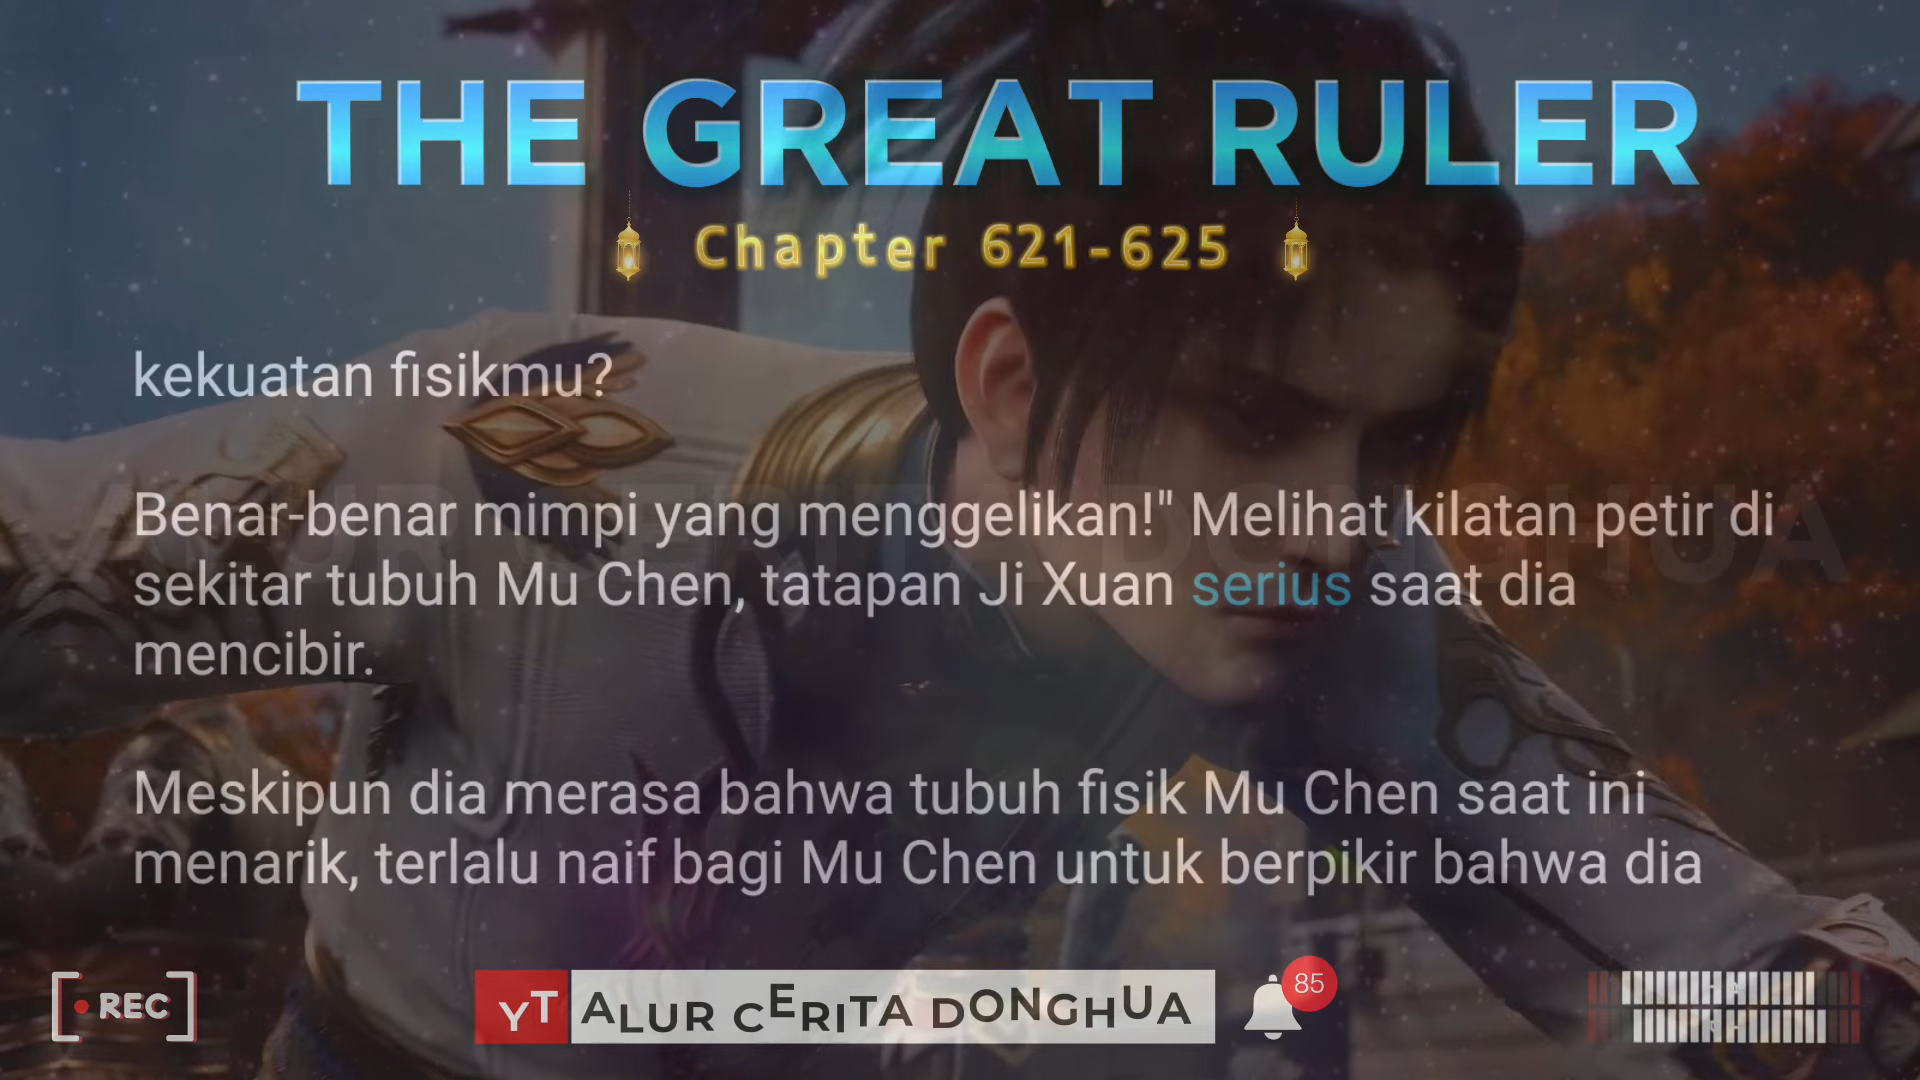 THE GREAT RULER
Chapter 621-625
kekuatan fisikmu?
Benar-benar mimpi yang menggelikan!" Melihat kilatan petir di
sekitar tubuh Mu Chen, tatapan Ji Xuan serius saat dia
mencibir.
Meskipun dia merasa bahwa tubuh fisik Mu Chen saat ini
menarik, terlalu naif bagi Mu Chen untuk berpikir bahwa dia
REC
YT ALUR CERITA DONGHUA
85